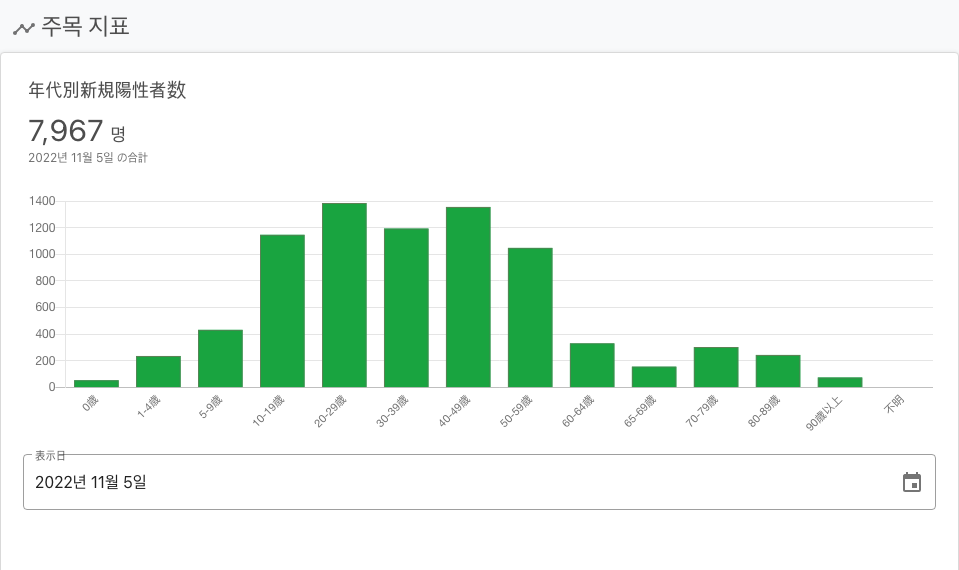 주목 지표
年代別新規陽性者数
7,967 명
2022년 11월 5일 の合計
1400
1200
1000
800
600
400
200
0
0歳 1-4歳 5-9歳 10-19歳 20-29歳 30-39歳 40-49歳 50-59歳 60-64歳 65-69歳 70-79歳 80-89歳 90歳以上 不明
表示日
2022년 11월 5일